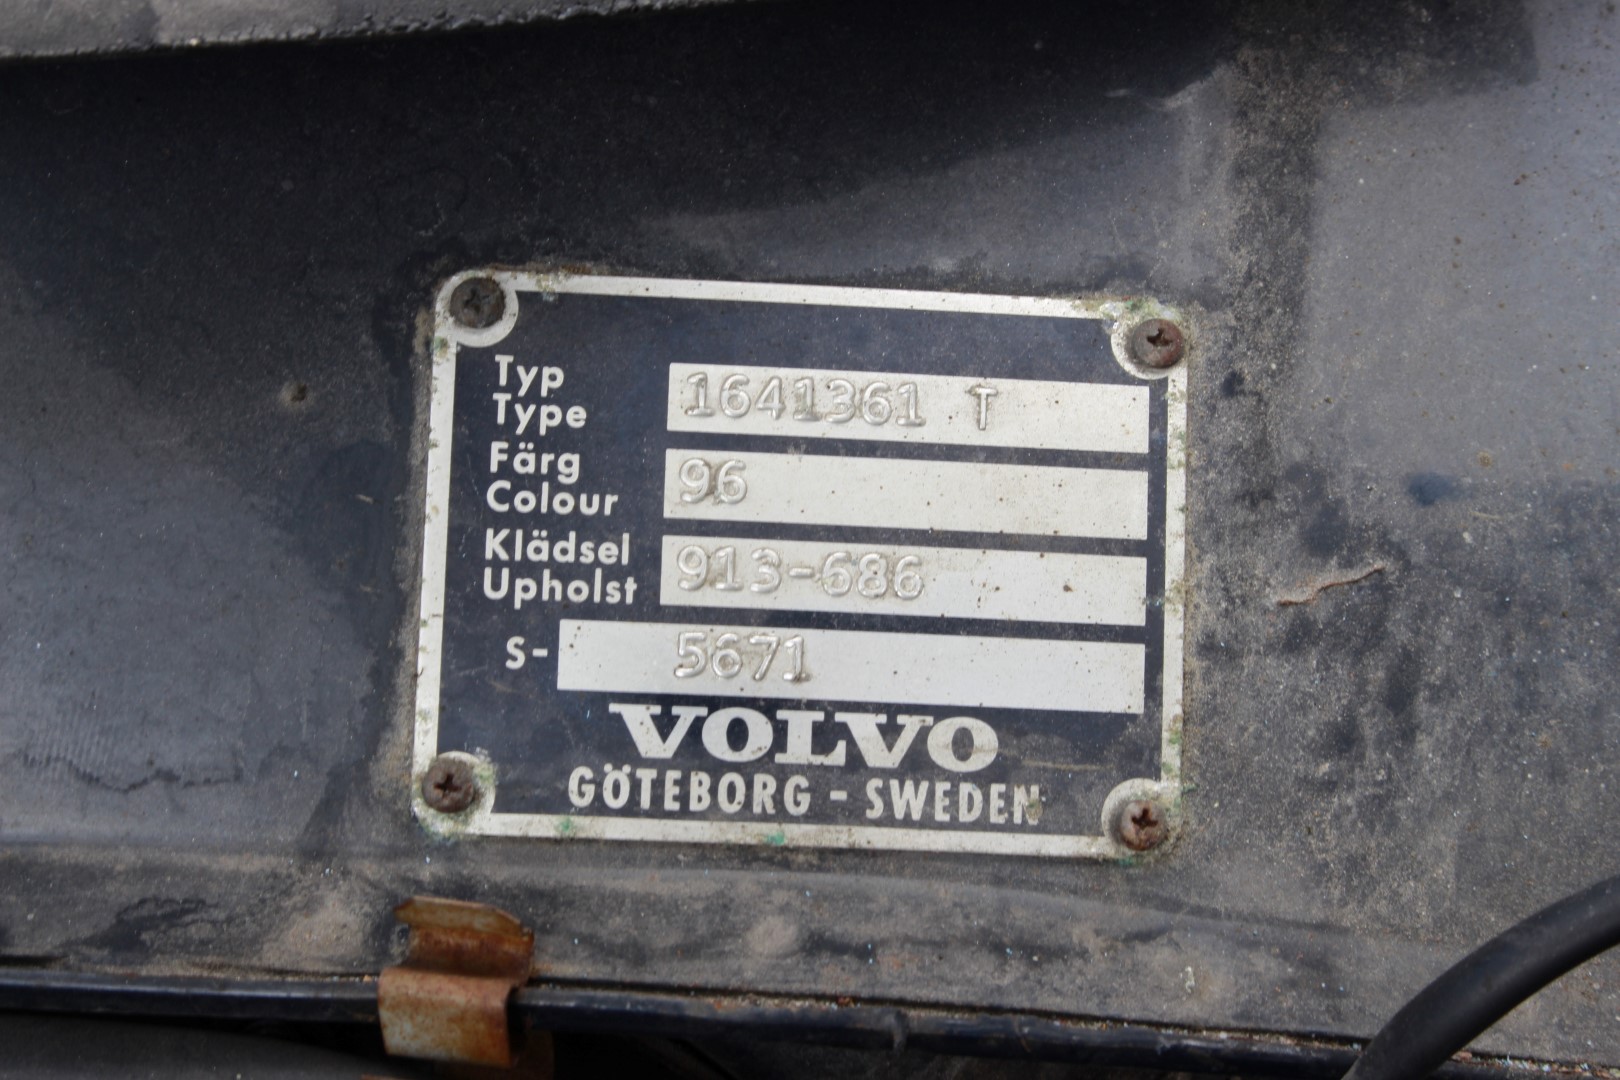 Typ
Type 1641361 T
Färg
Colour 96
Klädsel
Upholst 913-686
S- 5671
VOLVO
GÖTEBORG - SWEDEN